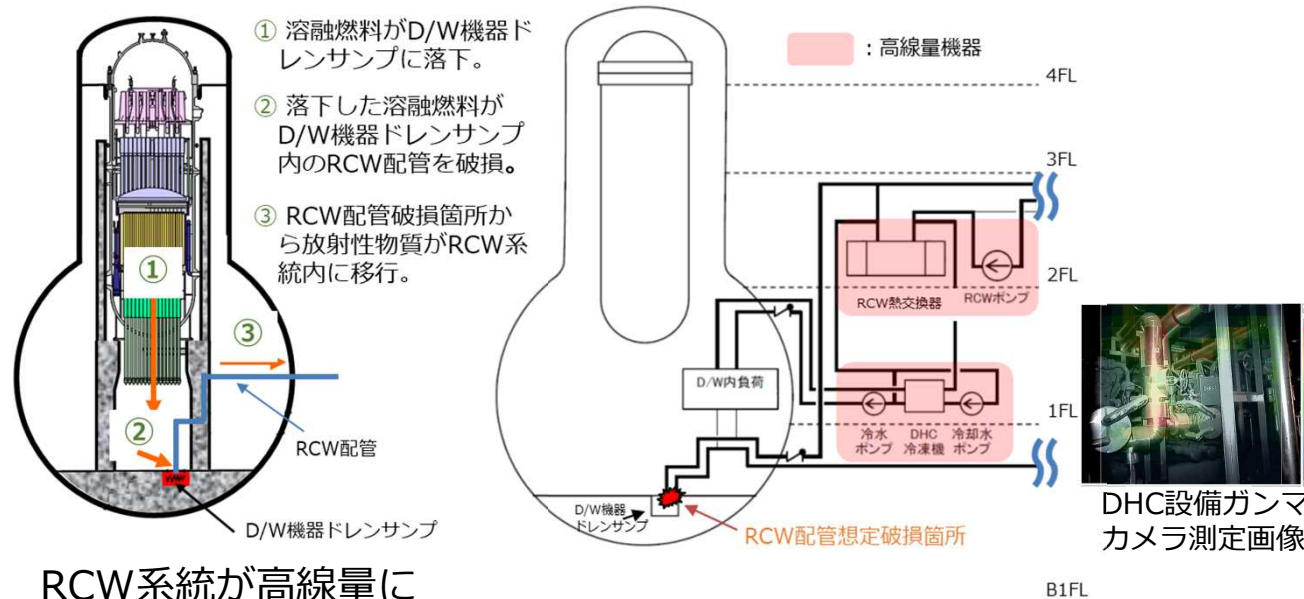 ① 溶融燃料がD/W機器ド
レンサンプに落下。
② 落下した溶融燃料が
D/W機器ドレンサンプ
内のRCW配管を破損。
③ RCW配管破損箇所か
ら放射性物質がRCW系
統内に移行。
①
③
②
RCW配管
D/W機器ドレンサンプ
RCW系統が高線量に
：高線量機器
4FL
3FL
2FL
RCW熱交換器
RCWポンプ
D/W内負荷
1FL
冷水
ポンプ
DHC
冷凍機
冷却水
ポンプ
D/W機器
ドレンサンプ
RCW配管想定破損箇所
B1FL
DHC設備ガンマ
カメラ測定画像